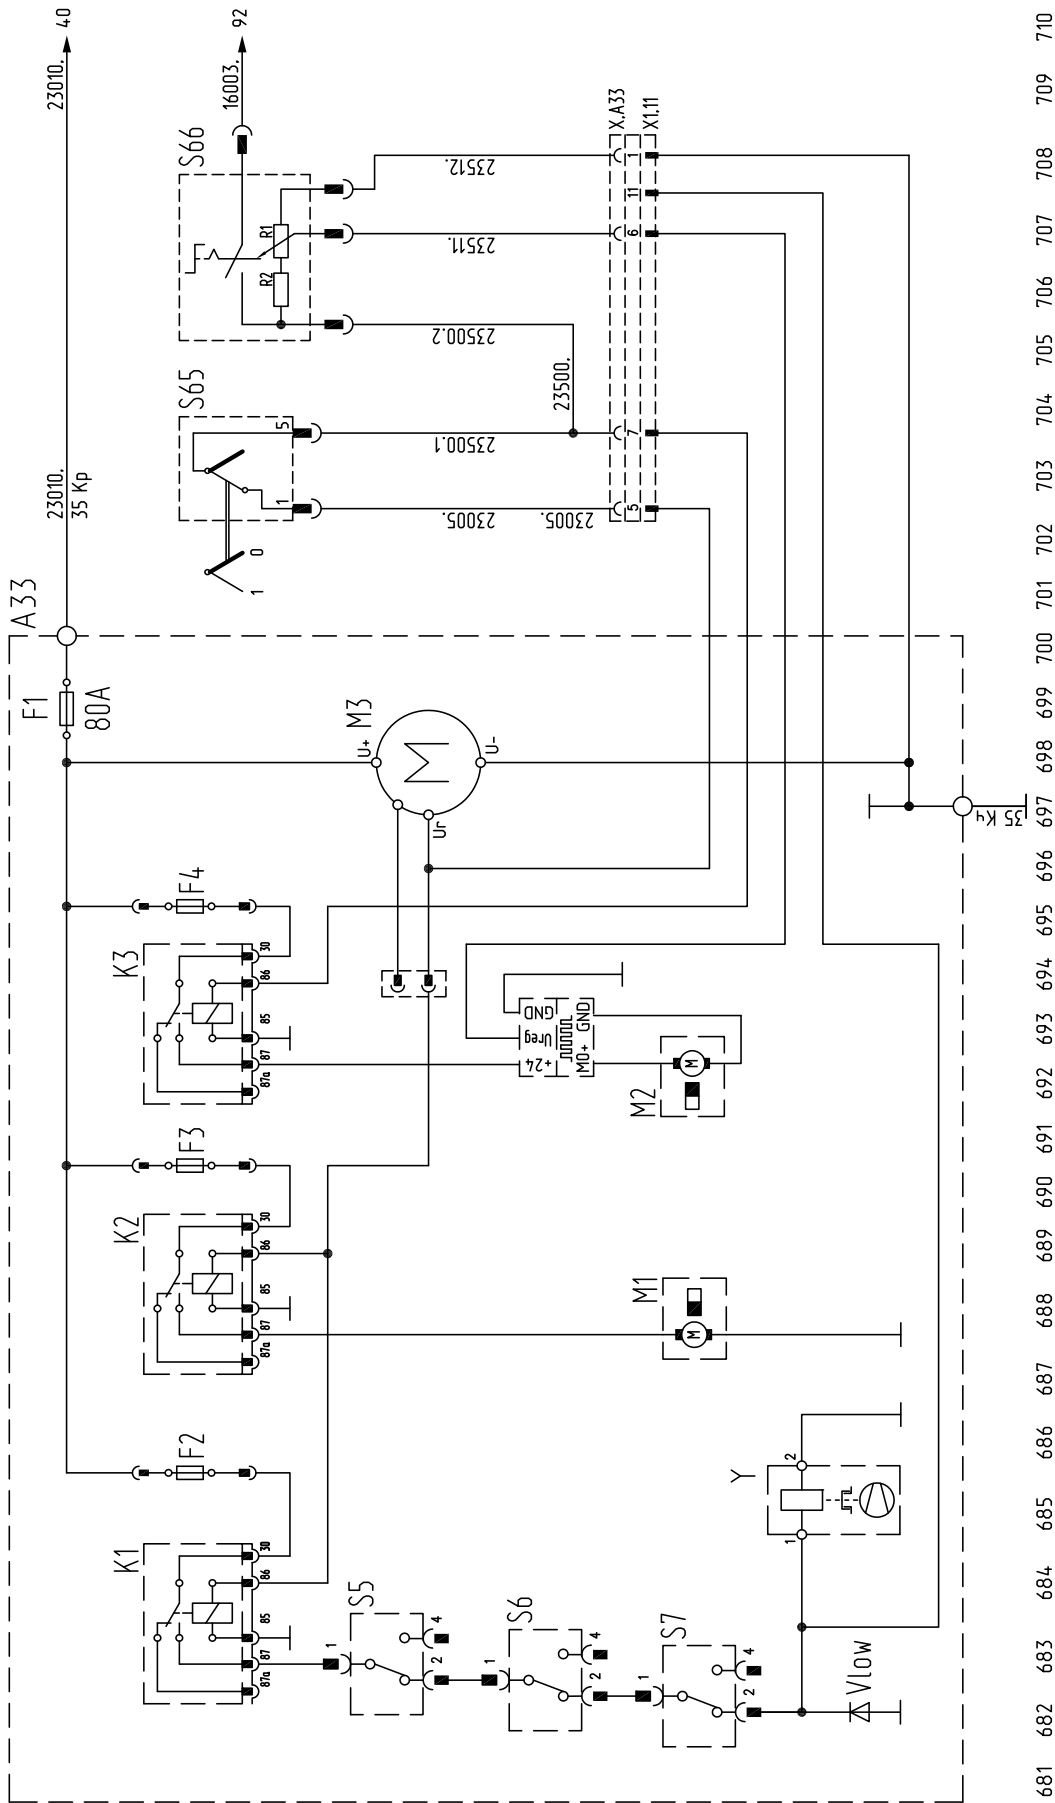 23010.
40
16003.
92
S66
R1
R2
23512.
23511.
23500.2
23500.
X.A33
X1.11
1
11
6
7
5
S65
5
1
23500.1
23005.
23005.
0
1
23010.
35 Kp
A33
F1
80A
M3
U+
U-
Ur
M
35 Kч
F4
K3
30
86
85
87
87a
GND
Ureg
+24
GND
M0+
M2
M
F3
K2
30
86
85
87
87a
M1
M
F2
K1
30
86
85
87
87a
S5
1
2
4
S6
1
2
4
S7
1
2
4
Y
1
2
Vlow
681
682
683
684
685
686
687
688
689
690
691
692
693
694
695
696
697
698
699
700
701
702
703
704
705
706
707
708
709
710